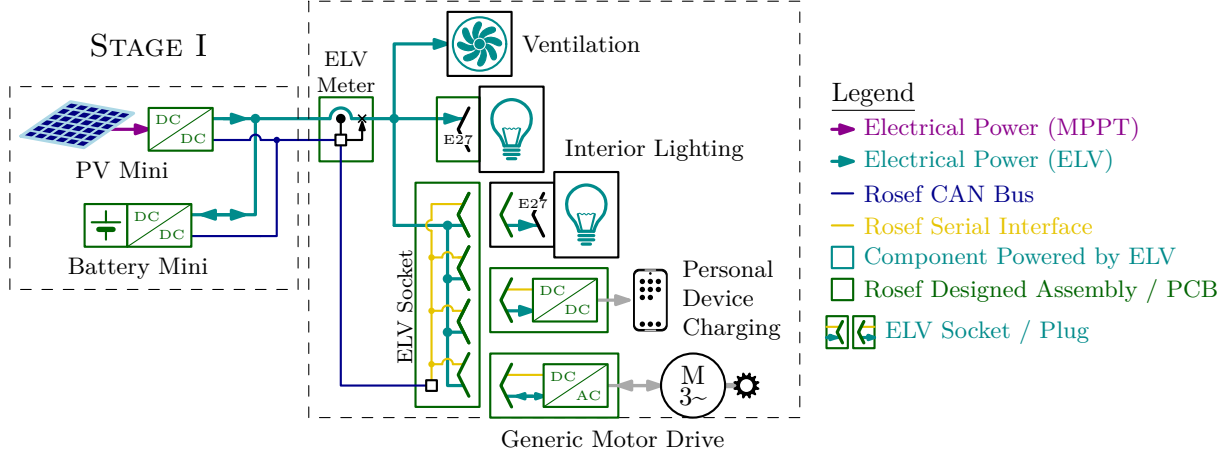 STAGE I
DC
DC
PV Mini
DC
DC
Battery Mini
ELV
Meter
Ventilation
E27
Interior Lighting
E27
ELV Socket
DC
DC
Personal
Device
Charging
DC
AC
M
3~
Generic Motor Drive
Legend
Electrical Power (MPPT)
Electrical Power (ELV)
Rosef CAN Bus
Rosef Serial Interface
Component Powered by ELV
Rosef Designed Assembly / PCB
ELV Socket / Plug